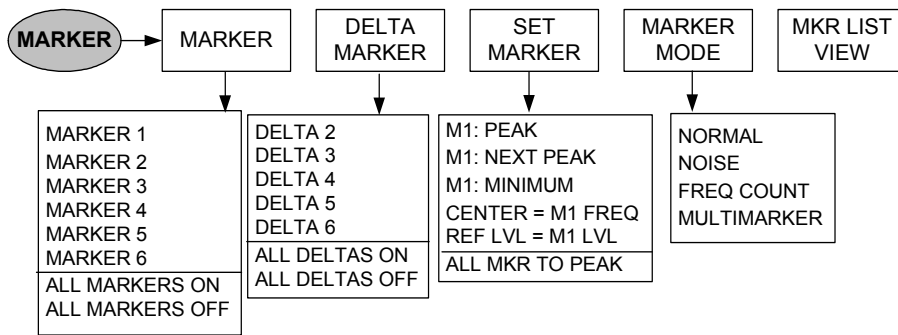 MARKER
MARKER
DELTA
MARKER
SET
MARKER
MARKER
MODE
MKR LIST
VIEW
MARKER 1
MARKER 2
MARKER 3
MARKER 4
MARKER 5
MARKER 6
ALL MARKERS ON
ALL MARKERS OFF
DELTA 2
DELTA 3
DELTA 4
DELTA 5
DELTA 6
ALL DELTAS ON
ALL DELTAS OFF
M1: PEAK
M1: NEXT PEAK
M1: MINIMUM
CENTER = M1 FREQ
REF LVL = M1 LVL
ALL MKR TO PEAK
NORMAL
NOISE
FREQ COUNT
MULTIMARKER